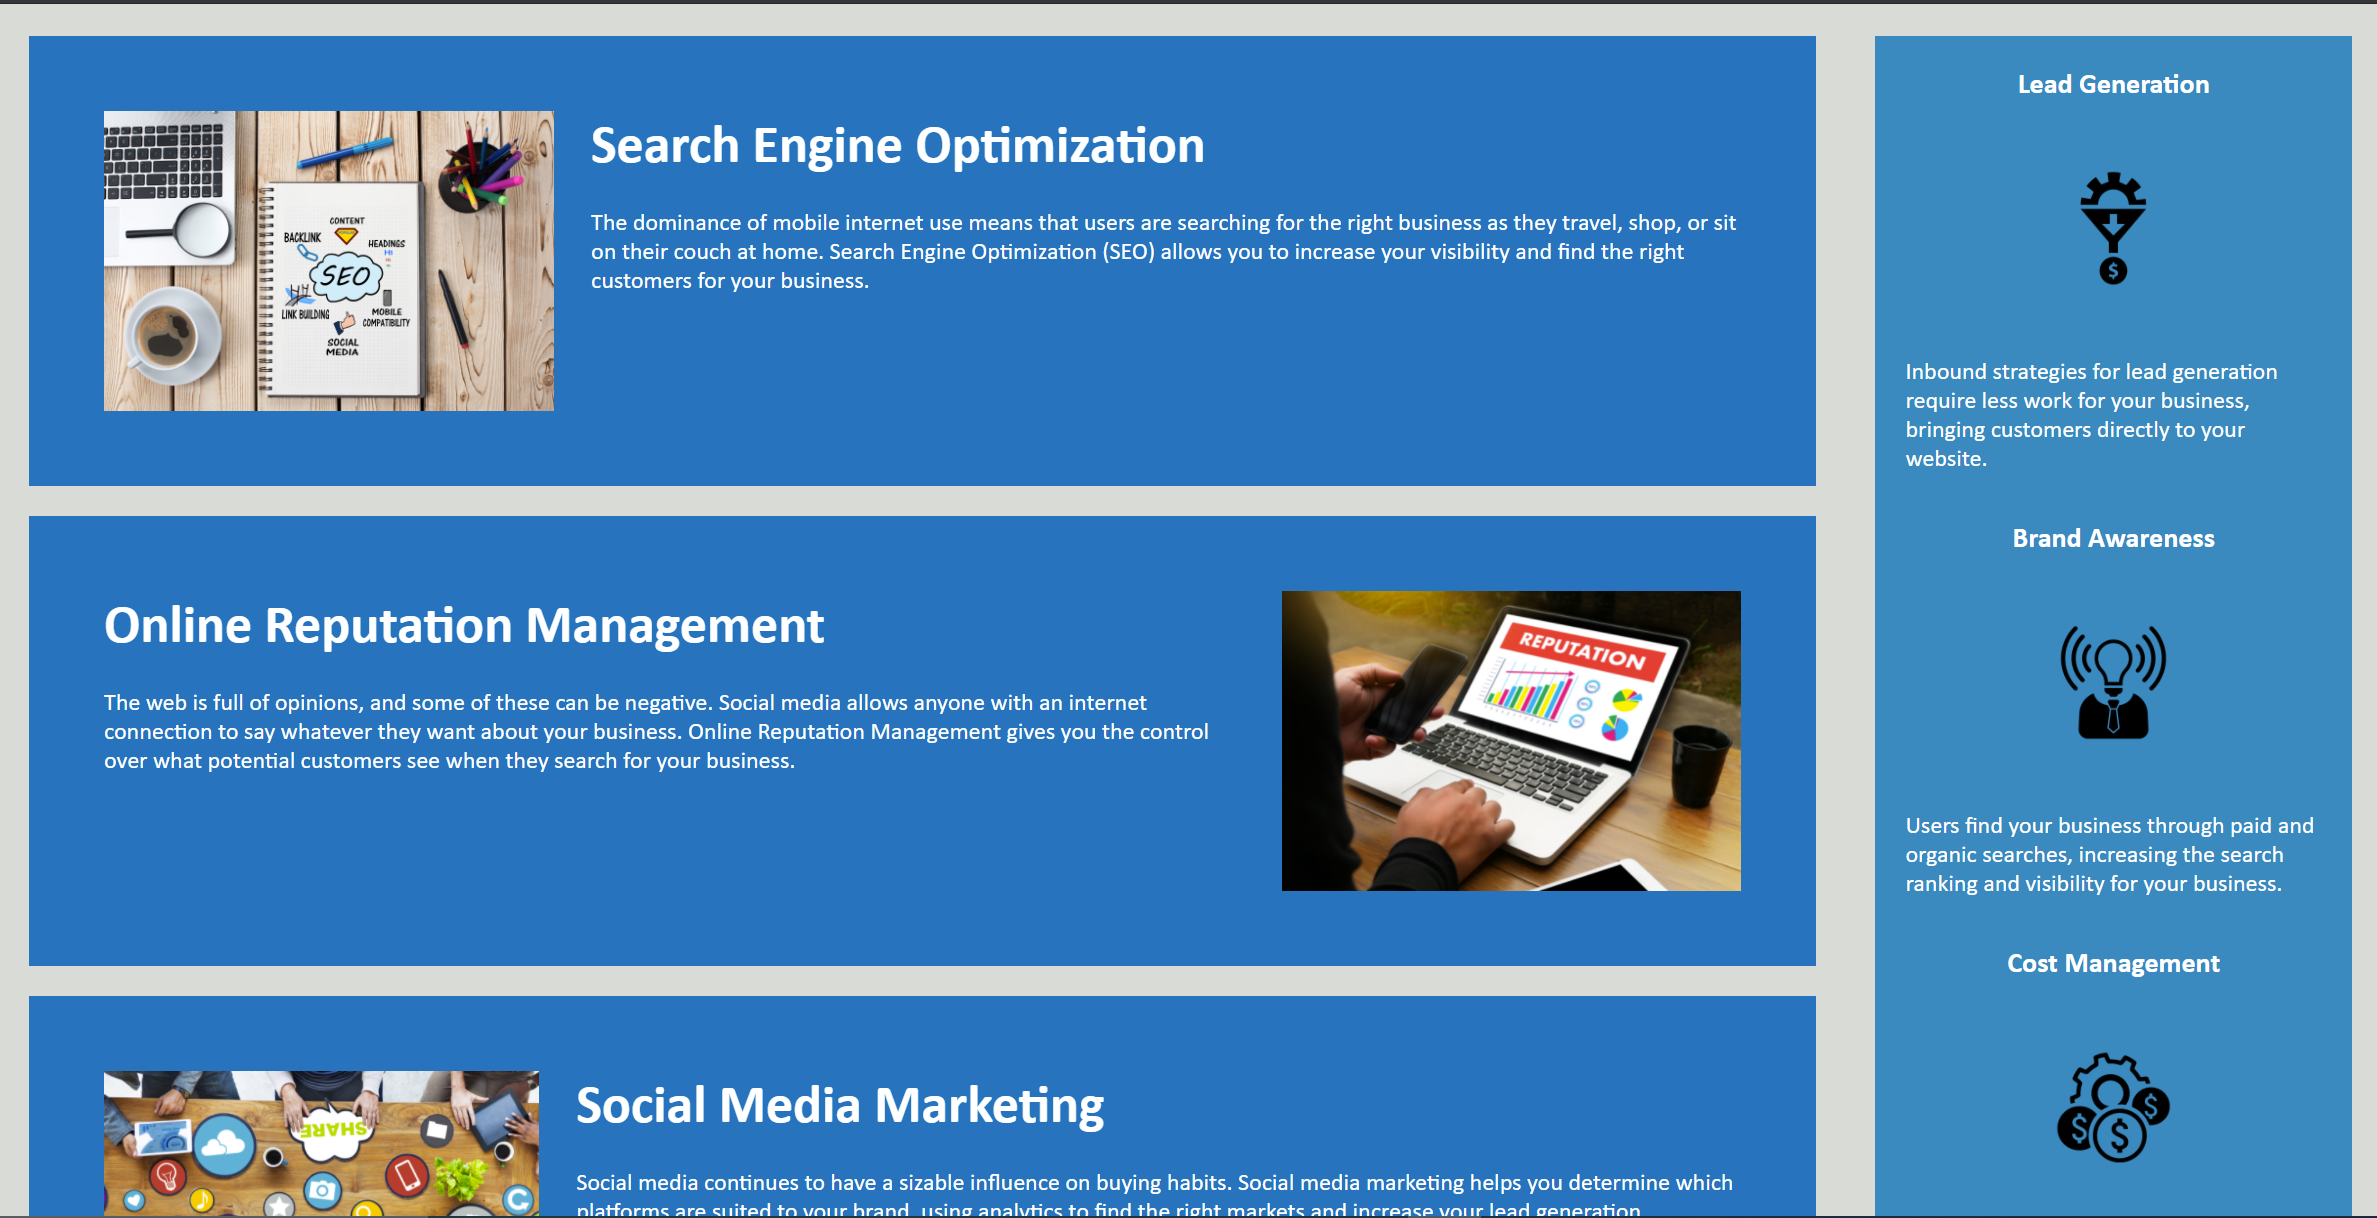 Search Engine Optimization
The dominance of mobile internet use means that users are searching for the right business as they travel, shop, or sit
on their couch at home. Search Engine Optimization (SEO) allows you to increase your visibility and find the right
customers for your business.
CONTENT
BACKLINK
HEADINGS
H1
SEO
LINK BUILDING
MOBILE
COMPATIBILITY
SOCIAL
MEDIA
Online Reputation Management
The web is full of opinions, and some of these can be negative. Social media allows anyone with an internet
connection to say whatever they want about your business. Online Reputation Management gives you the control
over what potential customers see when they search for your business.
REPUTATION
SHARE
Social Media Marketing
Social media continues to have a sizable influence on buying habits. Social media marketing helps you determine which
platforms are suited to your brand, using analytics to find the right markets and increase your lead generation.
Lead Generation
$
Inbound strategies for lead generation
require less work for your business,
bringing customers directly to your
website.
Brand Awareness
Users find your business through paid and
organic searches, increasing the search
ranking and visibility for your business.
Cost Management
$
$
$